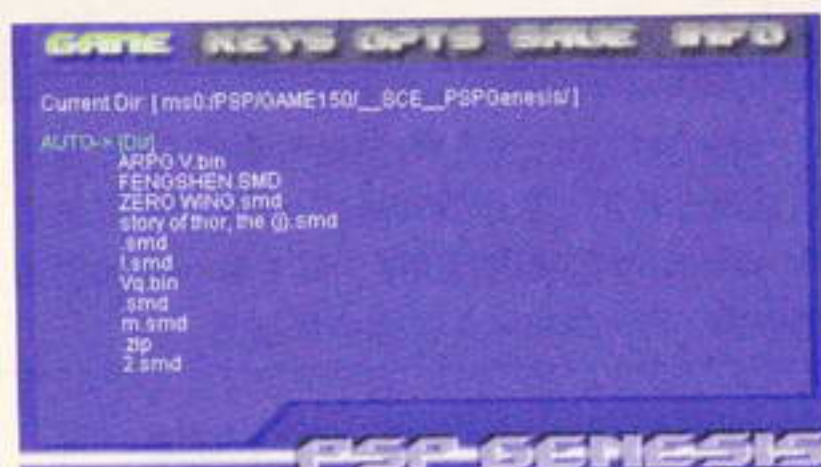 GAME KEYS OPTS SAVE INFO
Current Dir: [ ms0:/PSP/GAME150/__SCE__PSPGenesis/ ]
AUTO-> [Dir]
ARPG V.bin
FENGSHEN.SMD
ZERO WING.smd
story of thor, the (j).smd
.smd
!.smd
Vq.bin
.smd
m.smd
.zip
2.smd
PSP GENESIS